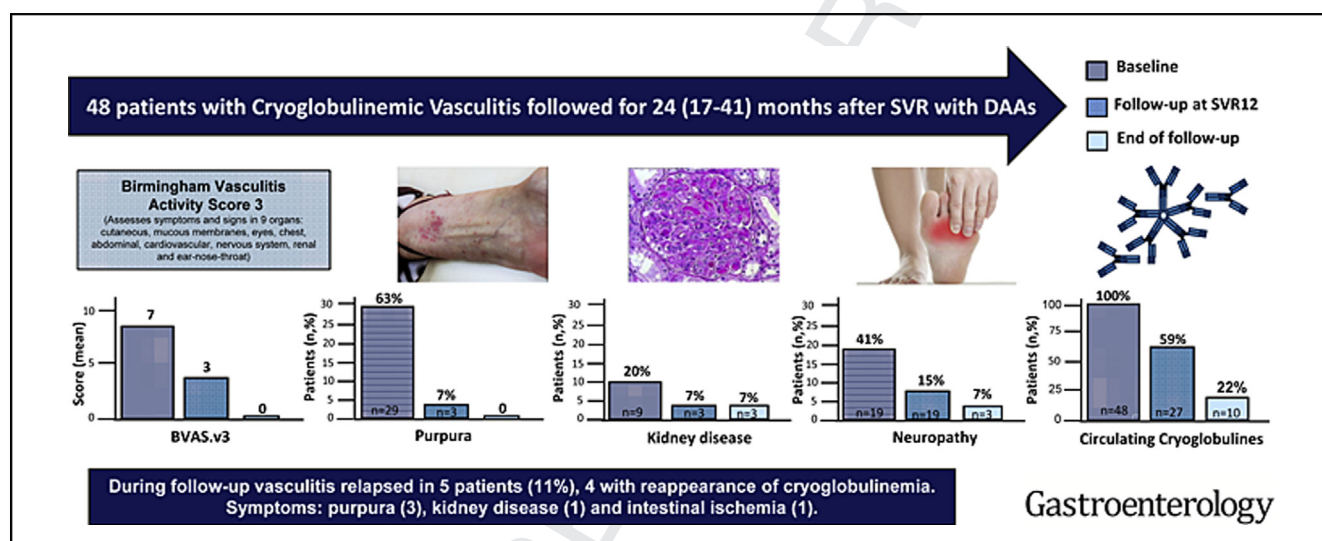 48 patients with Cryoglobulinemic Vasculitis followed for 24 (17-41) months after SVR with DAAs
Baseline
Follow-up at SVR12
End of follow-up
Birmingham Vasculitis
Activity Score 3
(Assesses symptoms and signs in 9 organs:
cutaneous, mucous membranes, eyes, chest,
abdominal, cardiovascular, nervous system, renal
and ear-nose-throat)
Score (mean)
10
5
0
7
3
0
BVAS.v3
Patients (n,%)
30
25
20
15
10
5
0
63%
7%
0
n=29
n=3
Purpura
Patients (n,%)
30
25
20
15
10
5
0
20%
7%
7%
n=9
n=3
n=3
Kidney disease
Patients (n,%)
30
25
20
15
10
5
0
41%
15%
7%
n=19
n=19
n=3
Neuropathy
Patients (n,%)
100
75
50
25
0
100%
59%
22%
n=48
n=27
n=10
Circulating Cryoglobulines
During follow-up vasculitis relapsed in 5 patients (11%), 4 with reappearance of cryoglobulinemia.
Symptoms: purpura (3), kidney disease (1) and intestinal ischemia (1).
Gastroenterology